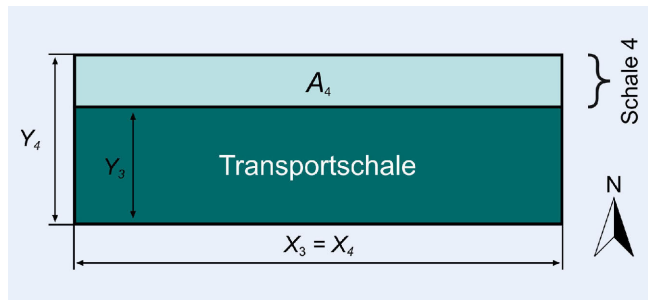 A4
Schale 4
Y4
Y3
Transportschale
N
X3 = X4